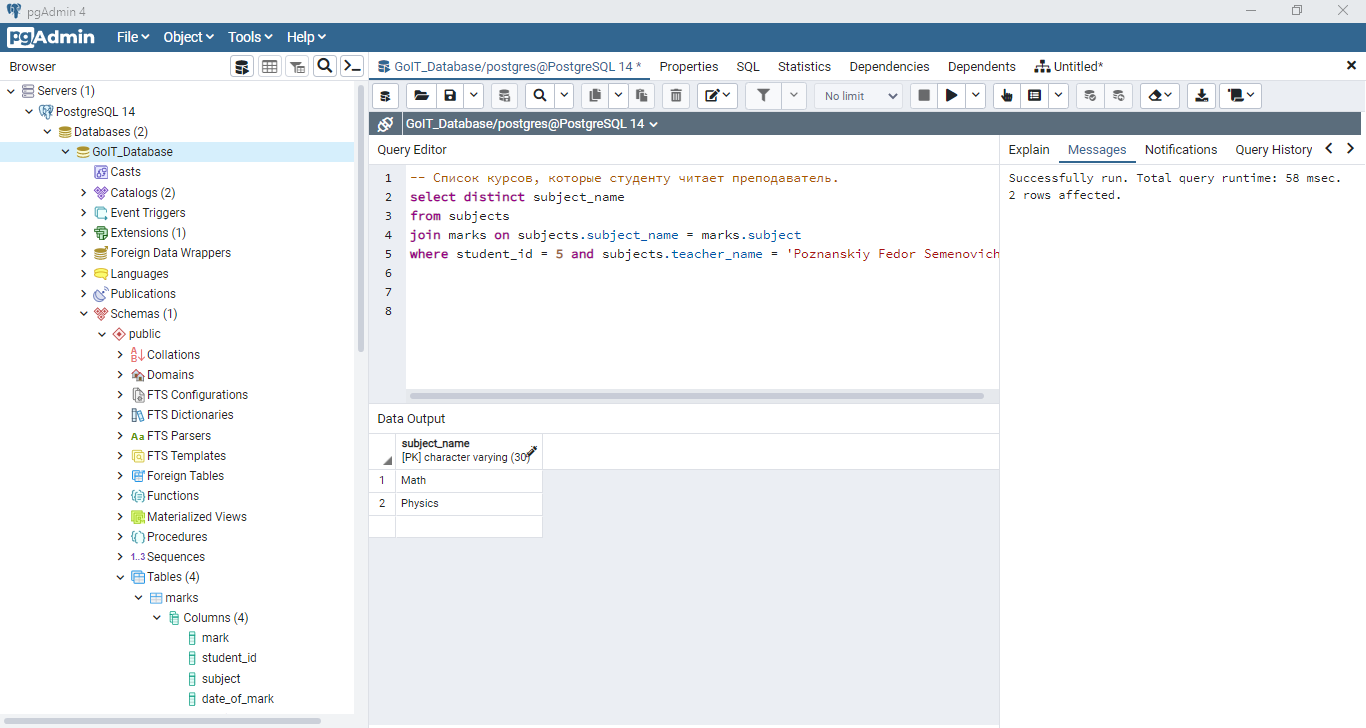 pgAdmin 4
pgAdmin File Object Tools Help
Browser
Servers (1)
PostgreSQL 14
Databases (2)
GoIT_Database
Casts
Catalogs (2)
Event Triggers
Extensions (1)
Foreign Data Wrappers
Languages
Publications
Schemas (1)
public
Collations
Domains
FTS Configurations
FTS Dictionaries
FTS Parsers
FTS Templates
Foreign Tables
Functions
Materialized Views
Procedures
1..3 Sequences
Tables (4)
marks
Columns (4)
mark
student_id
subject
date_of_mark
GoIT_Database/postgres@PostgreSQL 14 * Properties SQL Statistics Dependencies Dependents Untitled*
No limit
GoIT_Database/postgres@PostgreSQL 14
Query Editor
1 -- Список курсов, которые студенту читает преподаватель.
2 select distinct subject_name
3 from subjects
4 join marks on subjects.subject_name = marks.subject
5 where student_id = 5 and subjects.teacher_name = 'Poznanskiy Fedor Semenovich
6
7
8
Data Output
subject_name
[PK] character varying (30)
1 Math
2 Physics
Explain Messages Notifications Query History
Successfully run. Total query runtime: 58 msec.
2 rows affected.